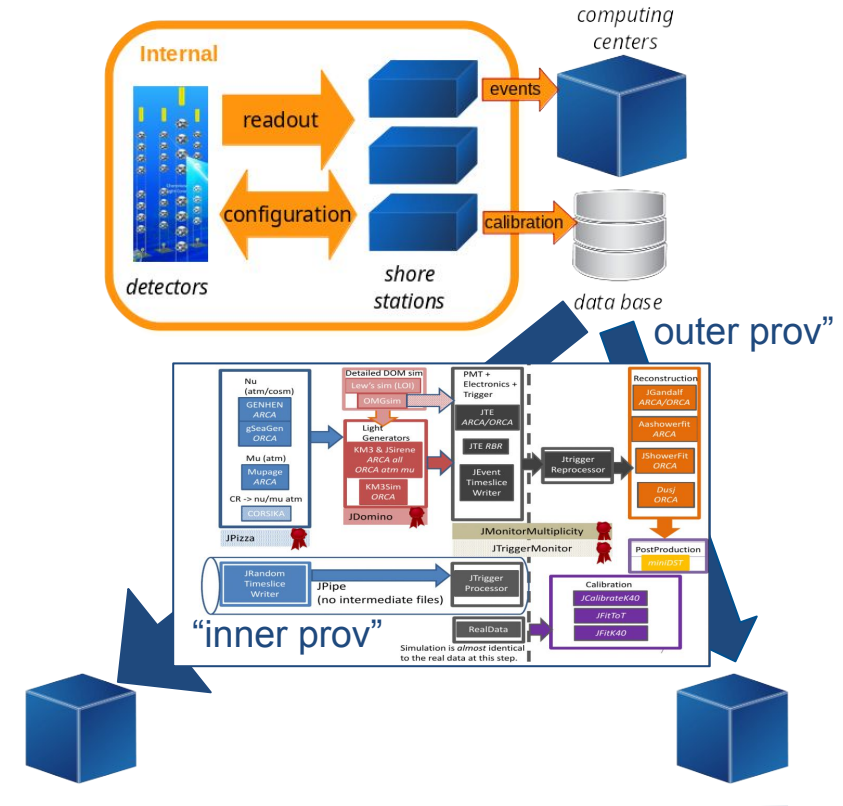 computing
centers
Internal
events
readout
configuration
calibration
detectors
shore
stations
data base
outer prov”
Nu
(atm/cosm)
GENHEN
ARCA
gSeaGen
ORCA
Mu (atm)
Mupage
ARCA
CR -> nu/mu atm
CORSIKA
JPizza
Detailed DOM sim
Lew's sim (LOI)
OMGsim
Light
Generators
KM3 & JSirene
ARCA all
ORCA atm mu
KM3Sim
ORCA
JDomino
PMT +
Electronics +
Trigger
JTE
ARCA/ORCA
JTE RBR
JEvent
Timeslice
Writer
Jtrigger
Reprocessor
Reconstruction
JGandalf
ARCA/ORCA
Aashowerfit
ARCA
JShowerFit
ORCA
Dusj
ORCA
JMonitorMultiplicity
JTriggerMonitor
PostProduction
miniDST
JRandom
Timeslice
Writer
JPipe
(no intermediate files)
JTrigger
Processor
Calibration
JCalibrateK40
JFitToT
JFitK40
“inner prov”
RealData
Simulation is almost identical
to the real data at this step.